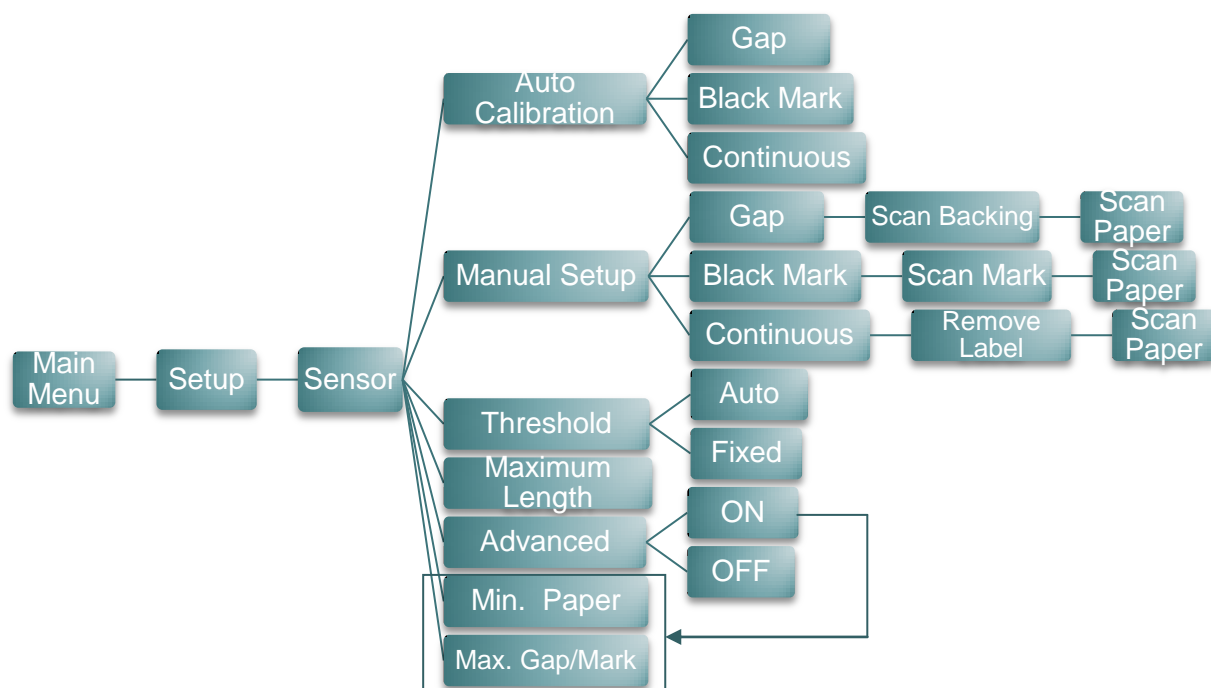 Main
Menu
Setup
Sensor
Auto
Calibration
Gap
Black Mark
Continuous
Manual Setup
Gap
Scan Backing
Scan
Paper
Black Mark
Scan Mark
Scan
Paper
Continuous
Remove
Label
Scan
Paper
Threshold
Auto
Fixed
Maximum
Length
Advanced
ON
OFF
Min. Paper
Max. Gap/Mark